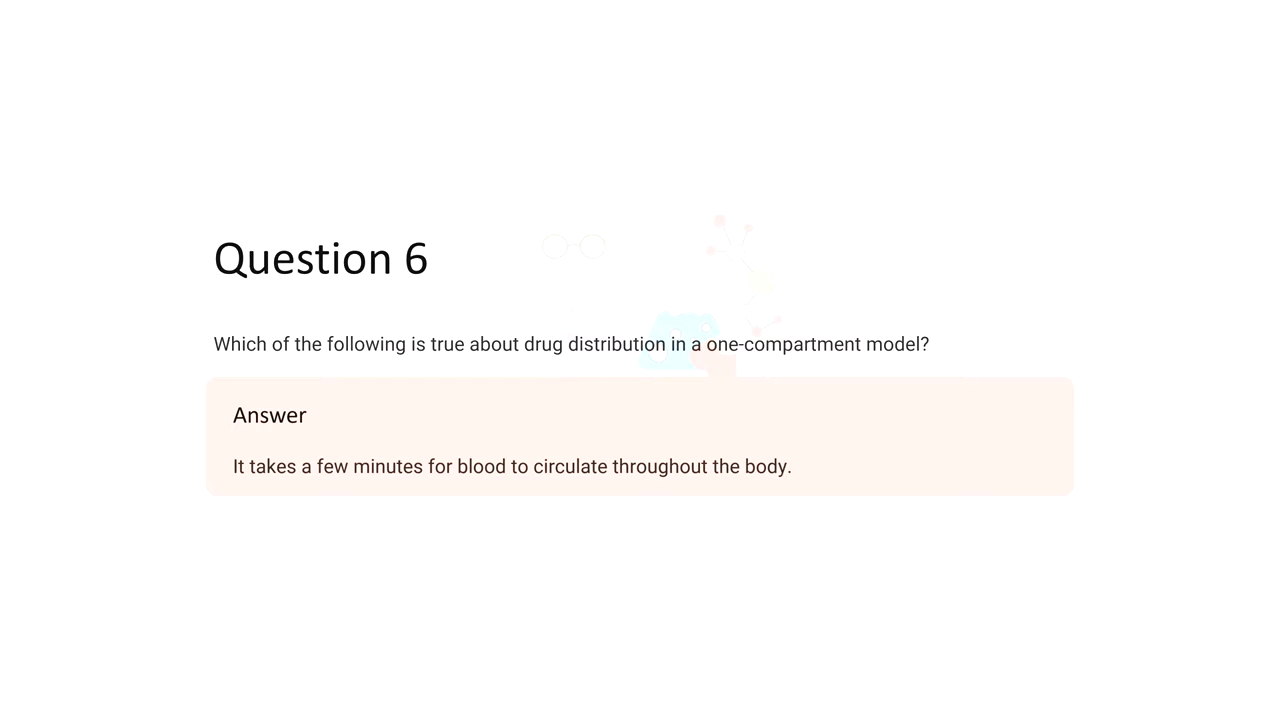 Question 6
Which of the following is true about drug distribution in a one-compartment model?
Answer
It takes a few minutes for blood to circulate throughout the body.